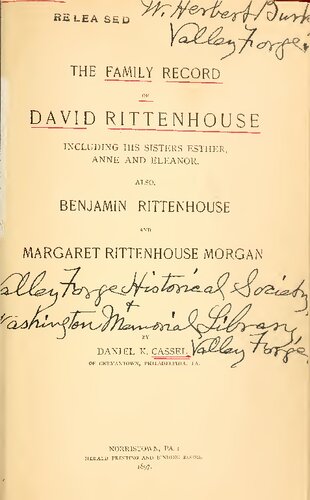 RELEASED
W. Herbert Burk
Valley Forge
THE FAMILY RECORD
OF
DAVID RITTENHOUSE
INCLUDING HIS SISTERS ESTHER,
ANNE AND ELEANOR.
ALSO,
BENJAMIN RITTENHOUSE
AND
MARGARET RITTENHOUSE MORGAN
Valley Forge Historical Society
+
Washington Memorial Library
Valley Forge
BY
DANIEL K. CASSEL
OF GERMANTOWN, PHILADELPHIA, PA.
NORRISTOWN, PA.:
HERALD PRINTING AND BINDING ROOMS.
1897.